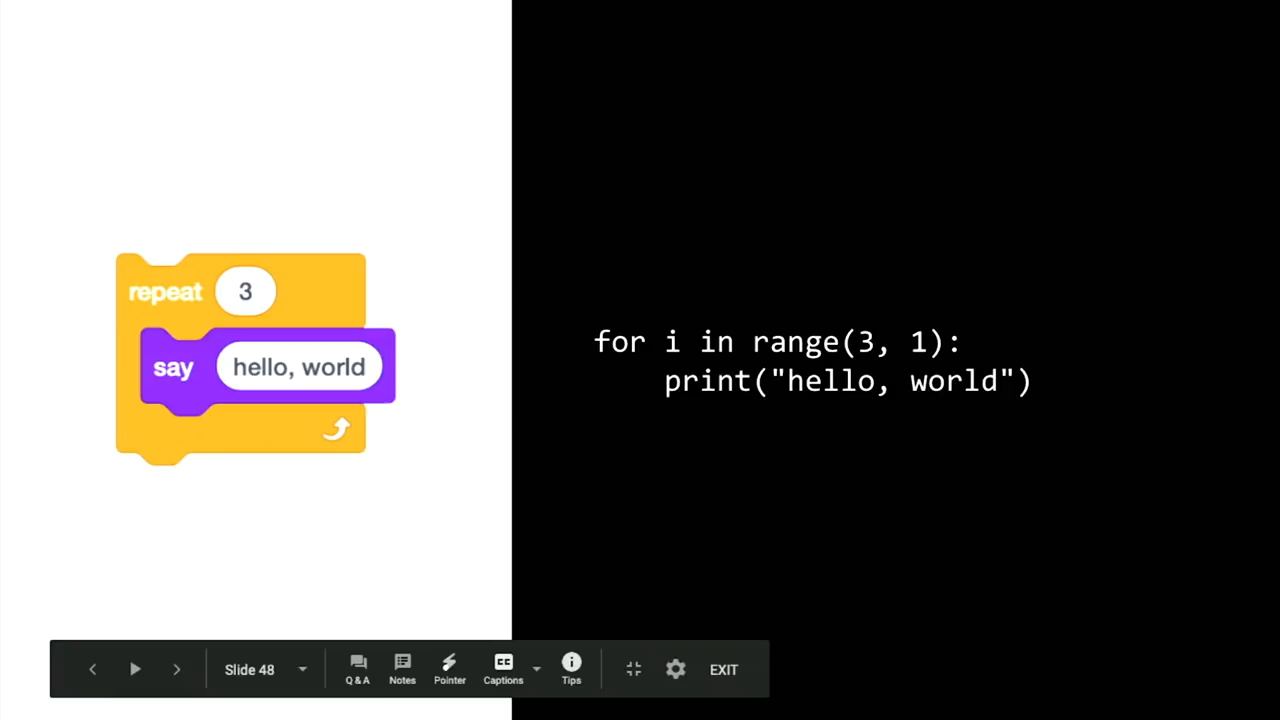 repeat 3
say hello, world
for i in range(3, 1):
    print("hello, world")
Slide 48
Q & A
Notes
Pointer
CC
Captions
Tips
EXIT